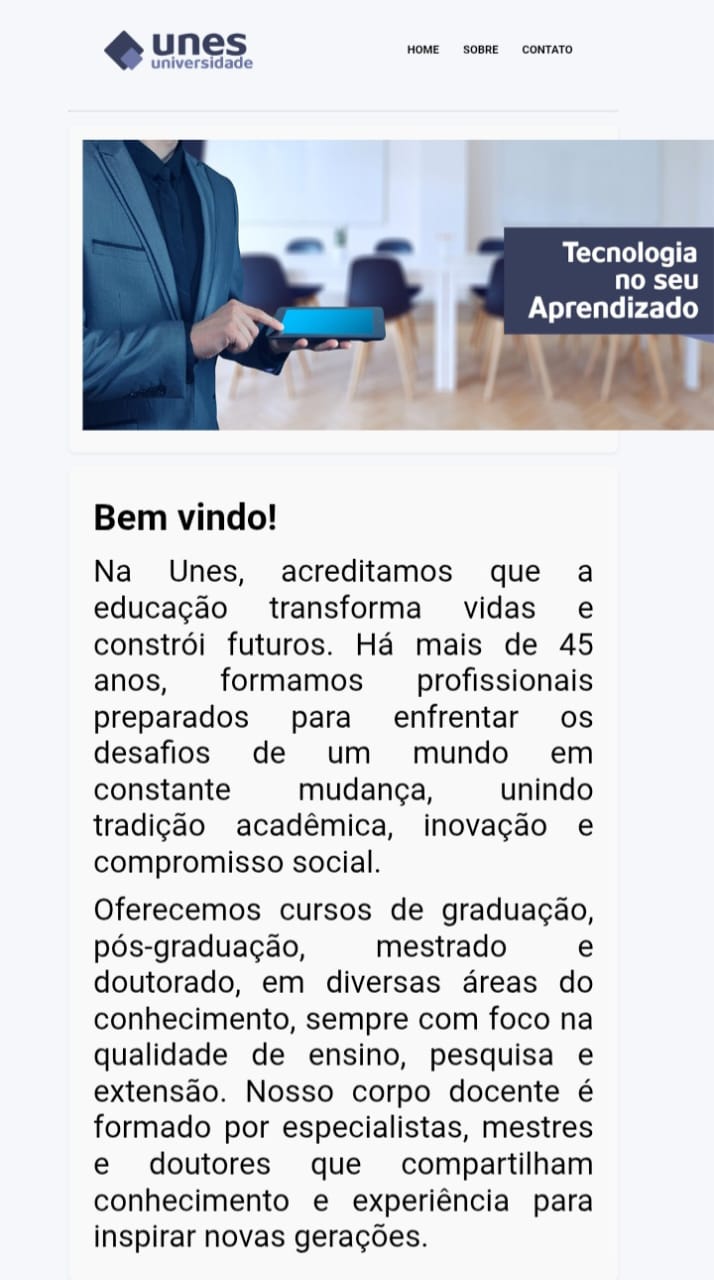 unes
universidade
HOME SOBRE CONTATO
Tecnologia
no seu
Aprendizado
Bem vindo!
Na Unes, acreditamos que a
educação transforma vidas e
constrói futuros. Há mais de 45
anos, formamos profissionais
preparados para enfrentar os
desafios de um mundo em
constante mudança, unindo
tradição acadêmica, inovação e
compromisso social.
Oferecemos cursos de graduação,
pós-graduação, mestrado e
doutorado, em diversas áreas do
conhecimento, sempre com foco na
qualidade de ensino, pesquisa e
extensão. Nosso corpo docente é
formado por especialistas, mestres
e doutores que compartilham
conhecimento e experiência para
inspirar novas gerações.